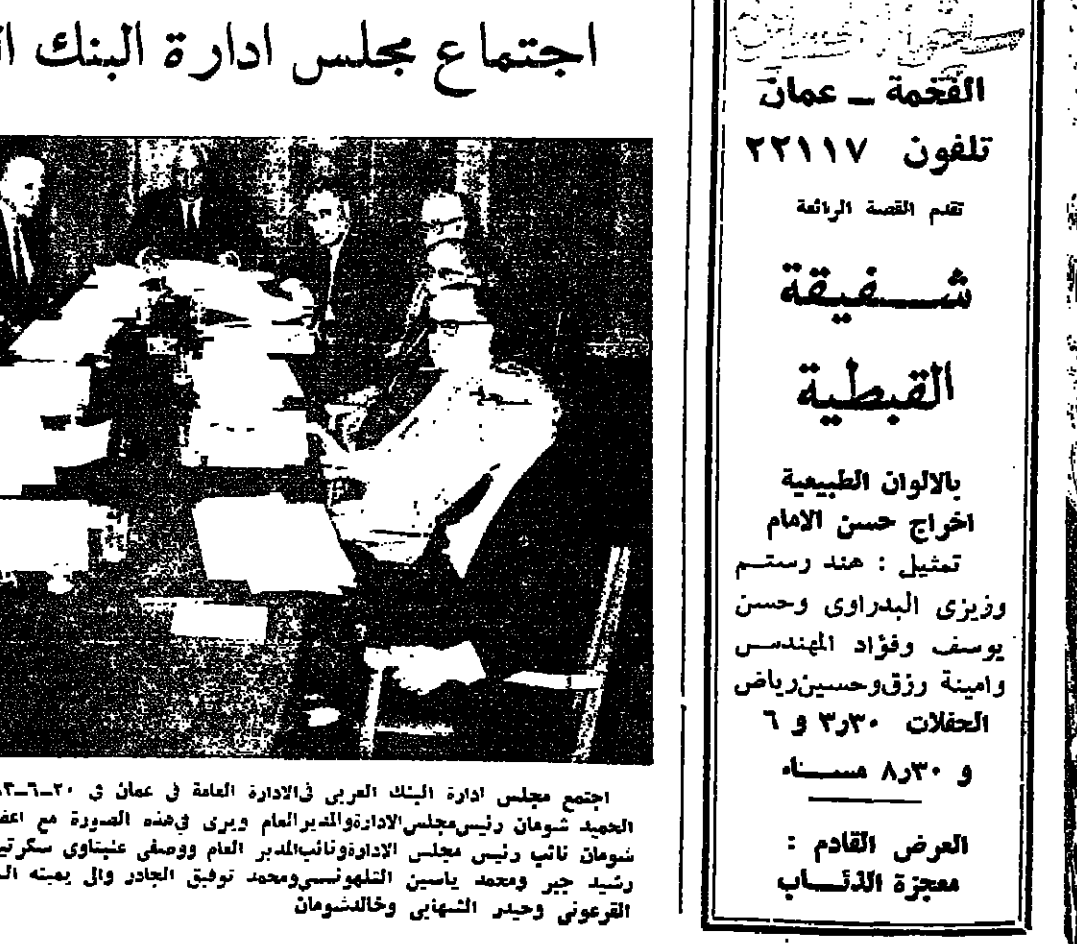 اجتماع مجلس ادارة البنك
اجتمع مجلس ادارة البنك العربى فى الادارة العامة فى عمان فى ٢٠-٦-
الحميد شومان رئيس مجلس الادارة والمدير العام ويرى فى هذه الصورة مع
شومان نائب رئيس مجلس الادارة ونائب المدير العام ووصفى عنبتاوى
رشيد جبر ومحمد ياسين التلهونى ومحمد توفيق الجادر والى يمينه
القرعونى وحيدر الشهابى وخالد شومان
الفخمة - عمان
تلفون ٢٢١١٧
تقدم القصة الرائعة
شفيقة
القبطية
بالالوان الطبيعية
اخراج حسن الامام
تمثيل : هند رستم
وزيزى البدراوى وحسن
يوسف وفؤاد المهندس
وامينة رزق وحسين رياض
الحفلات ٣٫٣٠ و ٦
و ٨٫٣٠ مساء
العرض القادم :
معجزة الذئاب